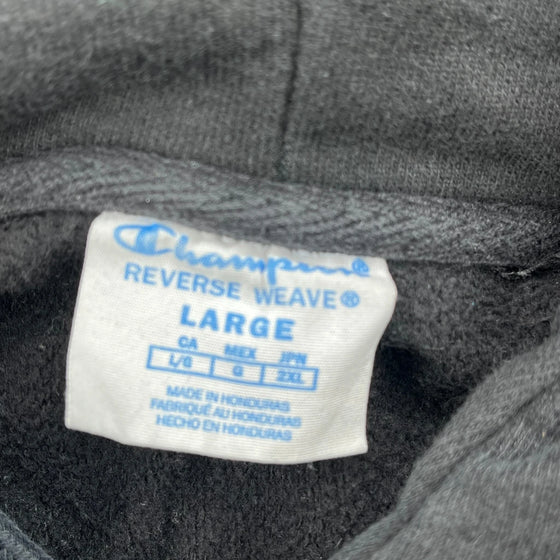 Champion®
REVERSE WEAVE®
LARGE
CA MEX JPN
L/G G 2XL
MADE IN HONDURAS
FABRIQUÉ AU HONDURAS
HECHO EN HONDURAS